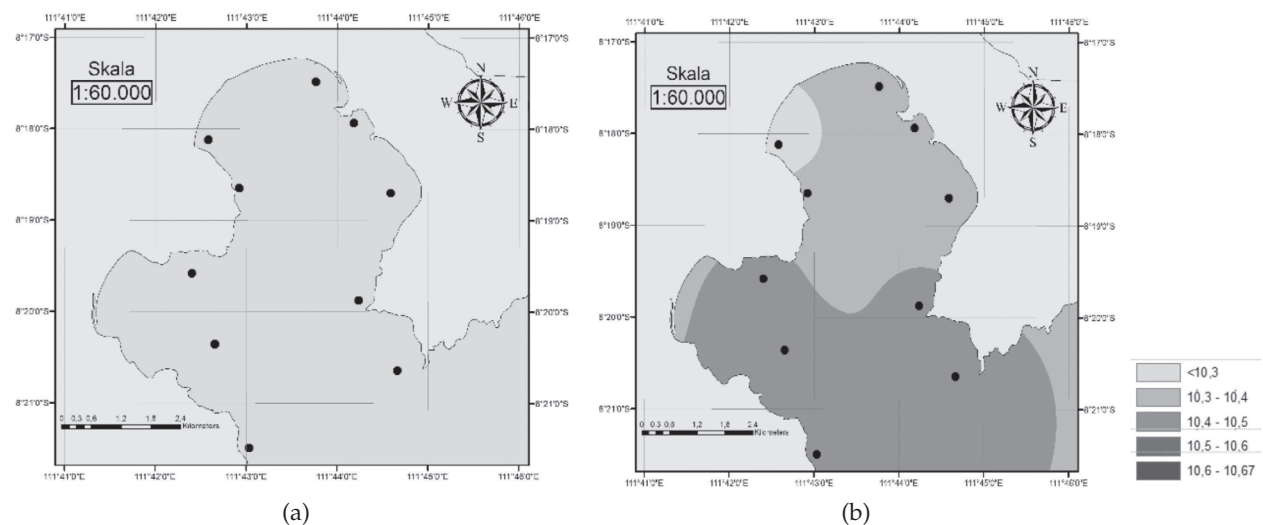 111°41'0"E 111°42'0"E 111°43'0"E 111°44'0"E 111°45'0"E 111°46'0"E
8°17'0"S 8°17'0"S
Skala
1:60.000
N
W E
S
8°18'0"S 8°18'0"S
8°19'0"S 8°19'0"S
8°20'0"S 8°20'0"S
8°21'0"S 8°21'0"S
0 0,3 0,6 1,2 1,8 2,4
Kilometers
111°41'0"E 111°42'0"E 111°43'0"E 111°44'0"E 111°45'0"E 111°46'0"E
(a)
111°41'0"E 111°42'0"E 111°43'0"E 111°44'0"E 111°45'0"E 111°46'0"E
8°17'0"S 8°17'0"S
Skala
1:60.000
N
W E
S
8°18'0"S 8°18'0"S
8°19'0"S 8°19'0"S
8°20'0"S 8°20'0"S
8°21'0"S 8°21'0"S
0 0,3 0,6 1,2 1,8 2,4
Kilometers
111°41'0"E 111°42'0"E 111°43'0"E 111°44'0"E 111°45'0"E 111°46'0"E
(b)
<10,3
10,3 - 10,4
10,4 - 10,5
10,5 - 10,6
10,6 - 10,67